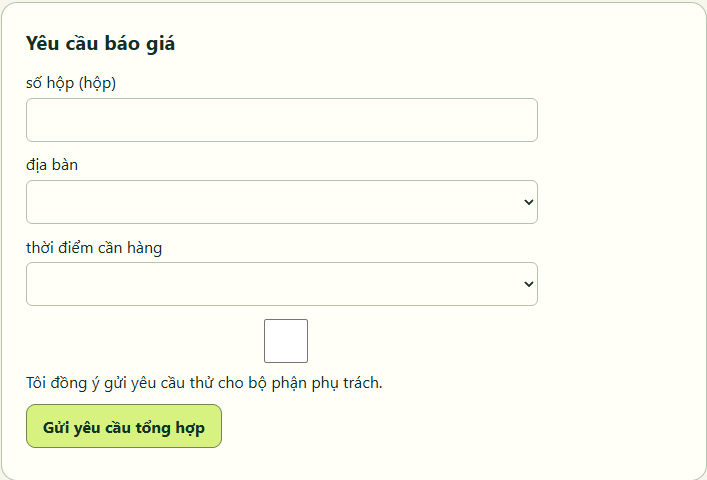 Yêu cầu báo giá
số hộp (hộp)
địa bàn
thời điểm cần hàng
Tôi đồng ý gửi yêu cầu thử cho bộ phận phụ trách.
Gửi yêu cầu tổng hợp